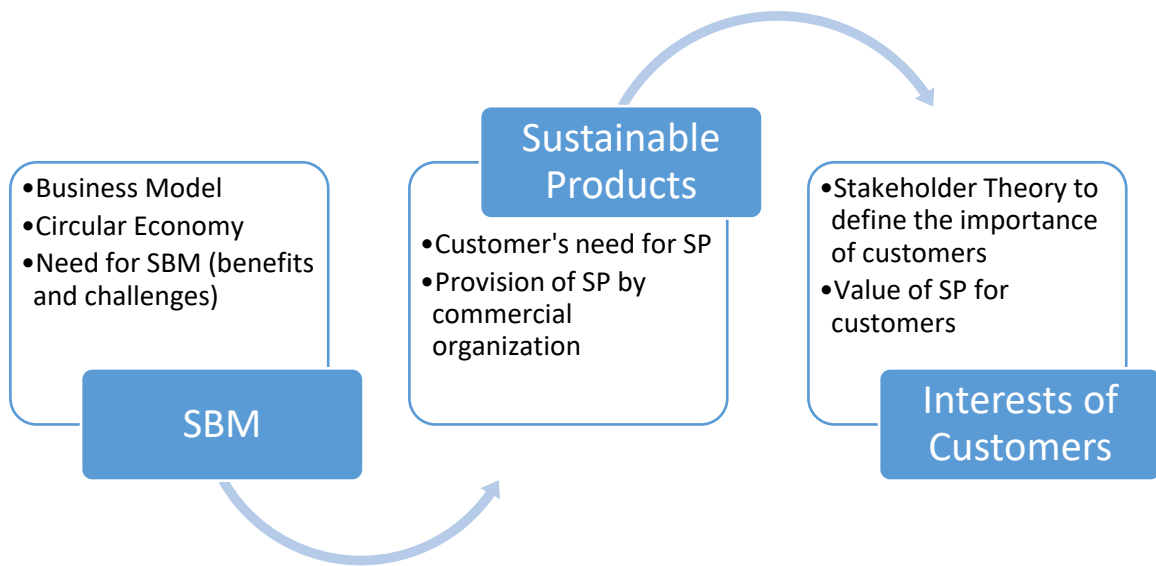 •Business Model
•Circular Economy
•Need for SBM (benefits
and challenges)
SBM
Sustainable
Products
•Customer's need for SP
•Provision of SP by
commercial
organization
•Stakeholder Theory to
define the importance
of customers
•Value of SP for
customers
Interests of
Customers